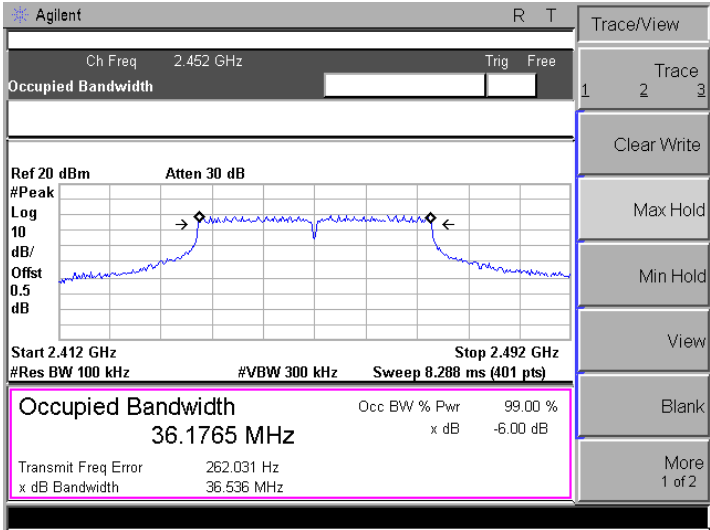 Agilent
R T
Trace/View
Ch Freq 2.452 GHz
Trig Free
Occupied Bandwidth
Trace
1 2 3
Clear Write
Ref 20 dBm Atten 30 dB
#Peak
Log
10
dB/
Offst
0.5
dB
Max Hold
Min Hold
View
Start 2.412 GHz Stop 2.492 GHz
#Res BW 100 kHz #VBW 300 kHz Sweep 8.288 ms (401 pts)
Occupied Bandwidth
36.1765 MHz
Occ BW % Pwr 99.00 %
x dB -6.00 dB
Transmit Freq Error 262.031 Hz
x dB Bandwidth 36.536 MHz
Blank
More
1 of 2